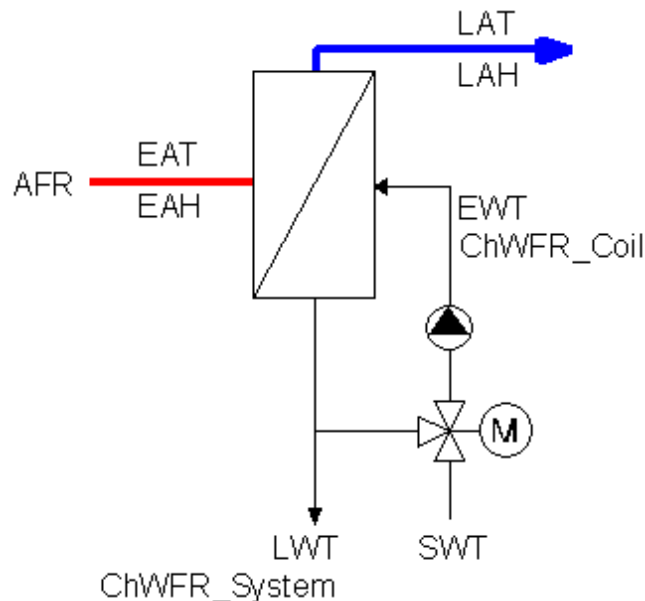 LAT
LAH
EAT
AFR
EAH
EWT
ChWFR_Coil
M
LWT
SWT
ChWFR_System